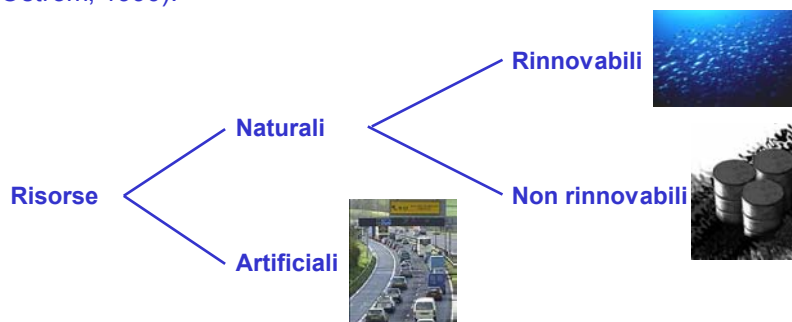 Rinnovabili
Naturali
Risorse
Non rinnovabili
Artificiali